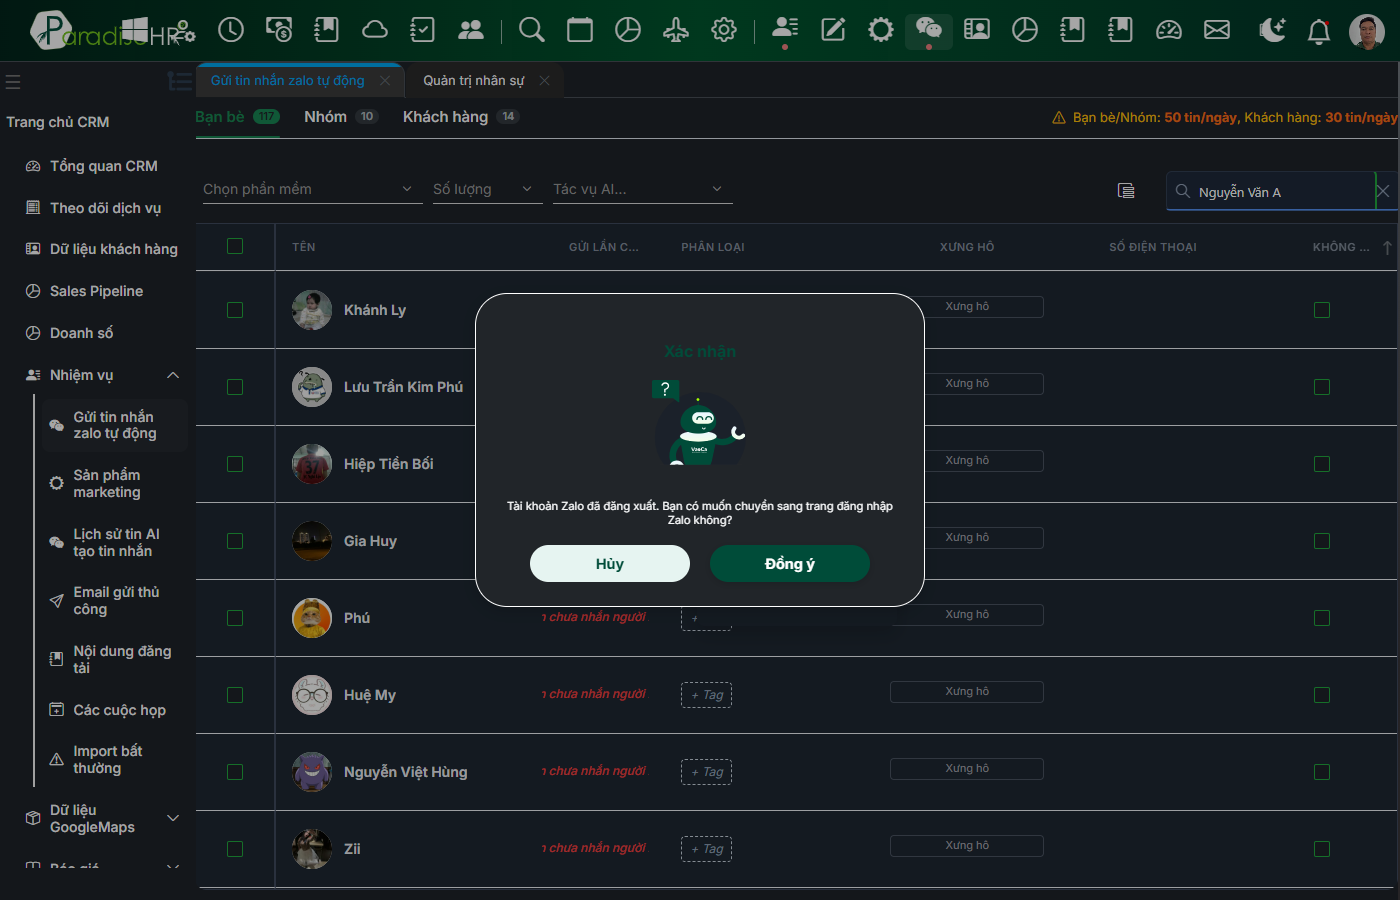 ParadiseHR
Gửi tin nhắn zalo tự động
Quản trị nhân sự
Trang chủ CRM
Tổng quan CRM
Theo dõi dịch vụ
Dữ liệu khách hàng
Sales Pipeline
Doanh số
Nhiệm vụ
Gửi tin nhắn
zalo tự động
Sản phẩm
marketing
Lịch sử tin AI
tạo tin nhắn
Email gửi thủ
công
Nội dung đăng
tải
Các cuộc họp
Import bất
thường
Dữ liệu
GoogleMaps
Báo giá
Bạn bè 117 Nhóm 10 Khách hàng 14
Bạn bè/Nhóm: 50 tin/ngày, Khách hàng: 30 tin/ngày
Chọn phần mềm Số lượng Tác vụ AI...
Nguyễn Văn A
TÊN GỬI LẦN C... PHÂN LOẠI XƯNG HÔ SỐ ĐIỆN THOẠI KHÔNG ...
Khánh Ly Xưng hô
Lưu Trần Kim Phú Xưng hô
Hiệp Tiền Bối Xưng hô
Gia Huy Xưng hô
Phú chưa nhắn người + Xưng hô
Huệ My chưa nhắn người + Tag Xưng hô
Nguyễn Việt Hùng chưa nhắn người + Tag Xưng hô
Zii chưa nhắn người + Tag Xưng hô
Xác nhận
?
VaoCa
Tài khoản Zalo đã đăng xuất. Bạn có muốn chuyển sang trang đăng nhập
Zalo không?
Hủy
Đồng ý